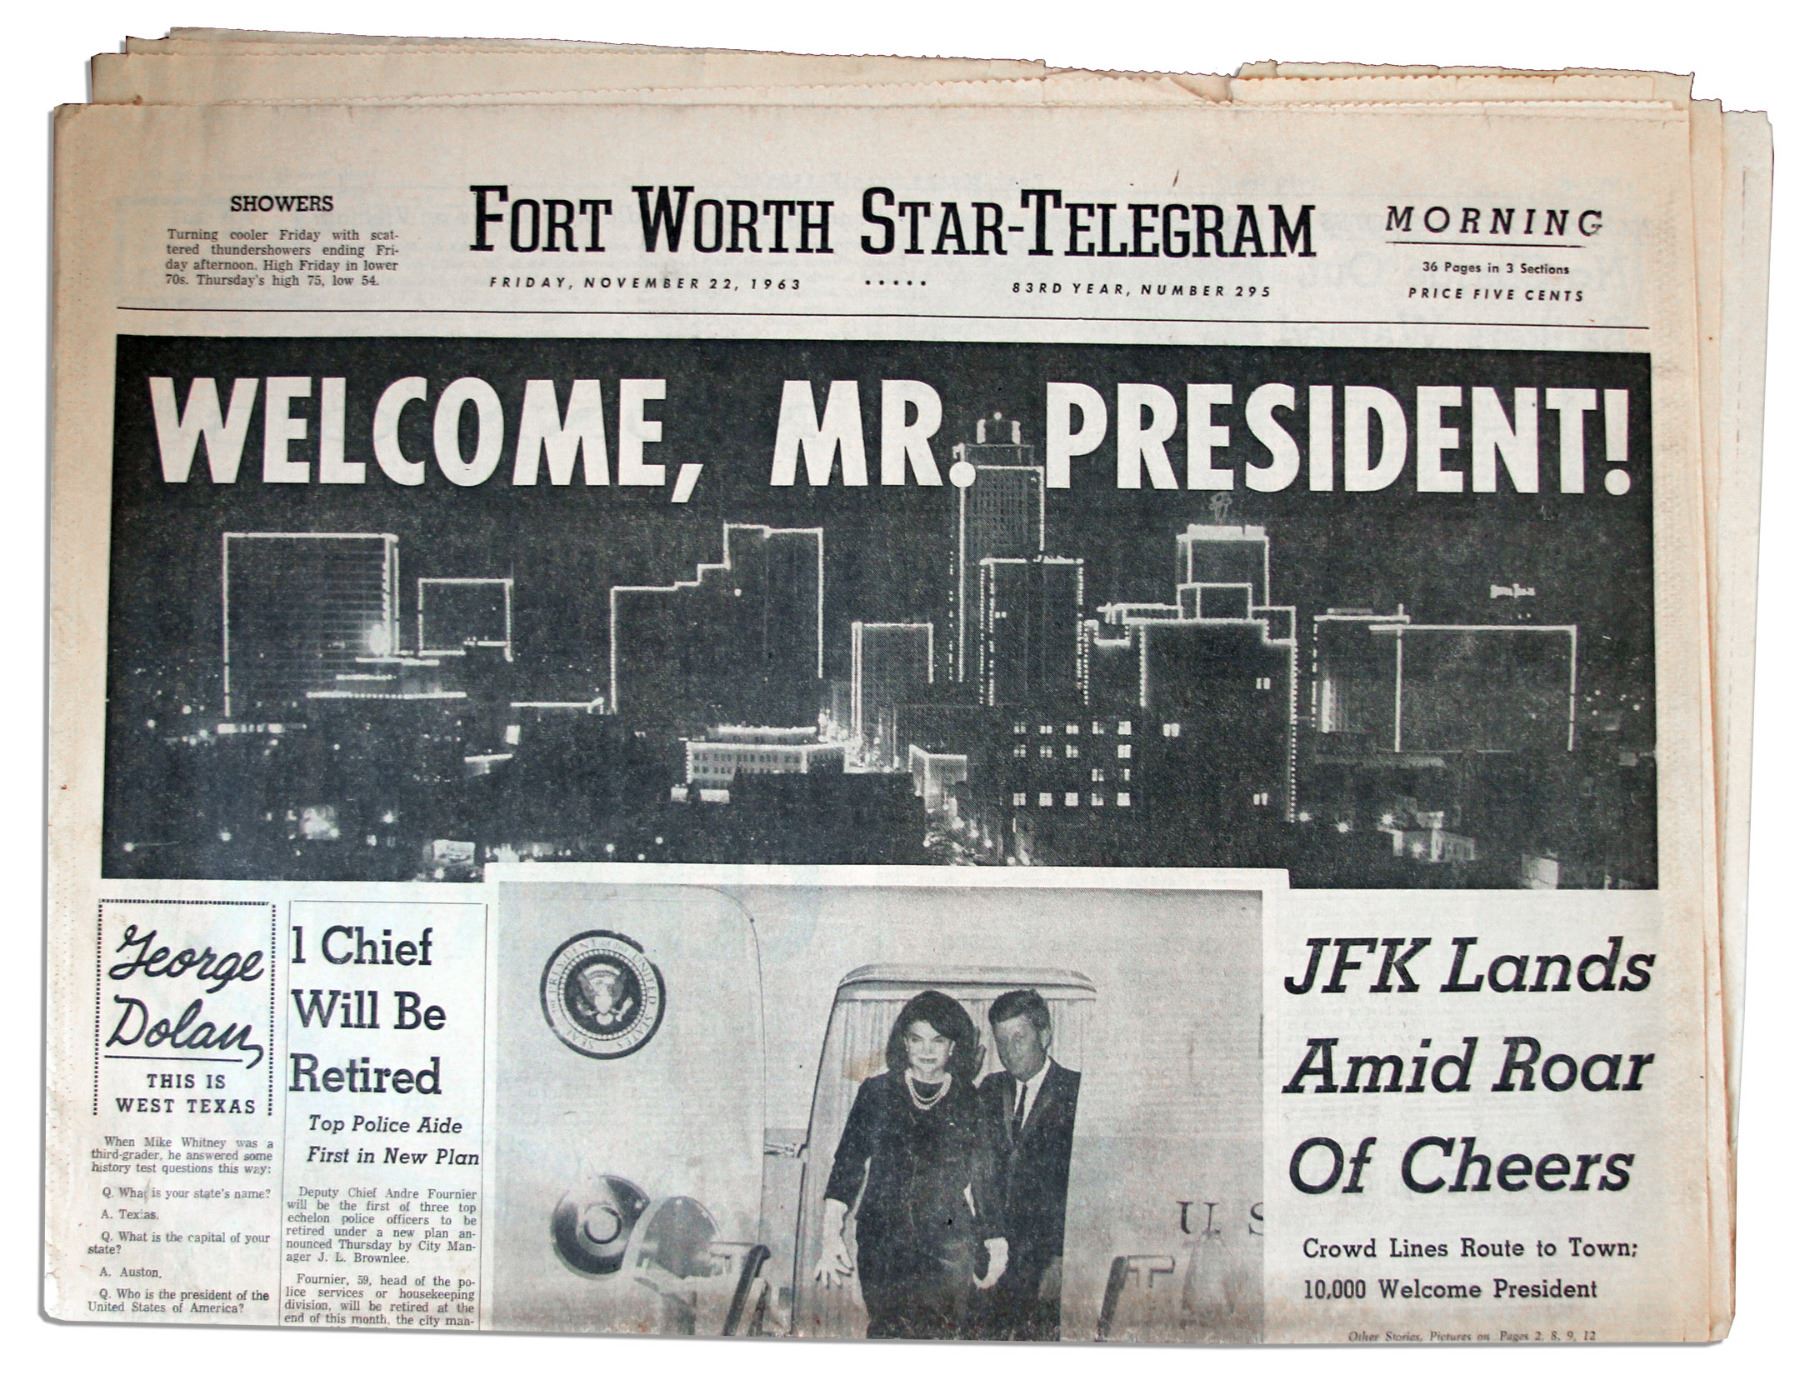 SHOWERS
Turning cooler Friday with scat-
tered thundershowers ending Fri-
day afternoon. High Friday in lower
70s. Thursday's high 75, low 54.
FORT WORTH STAR-TELEGRAM
FRIDAY, NOVEMBER 22, 1963 ••••• 83RD YEAR, NUMBER 295
MORNING
36 Pages in 3 Sections
PRICE FIVE CENTS
WELCOME, MR. PRESIDENT!
George
Dolan
THIS IS
WEST TEXAS
When Mike Whitney was a
third-grader, he answered some
history test questions this way:
Q. What is your state's name?
A. Texas.
Q. What is the capital of your
state?
A. Auston.
Q. Who is the president of the
United States of America?
1 Chief
Will Be
Retired
Top Police Aide
First in New Plan
Deputy Chief Andre Fournier
will be the first of three top
echelon police officers to be
retired under a new plan an-
nounced Thursday by City Man-
ager J. L. Brownlee.
Fournier, 59, head of the po-
lice services or housekeeping
division, will be retired at the
end of this month, the city man-
U. S
JFK Lands
Amid Roar
Of Cheers
Crowd Lines Route to Town;
10,000 Welcome President
Other Stories, Pictures on Pages 2, 8, 9, 12